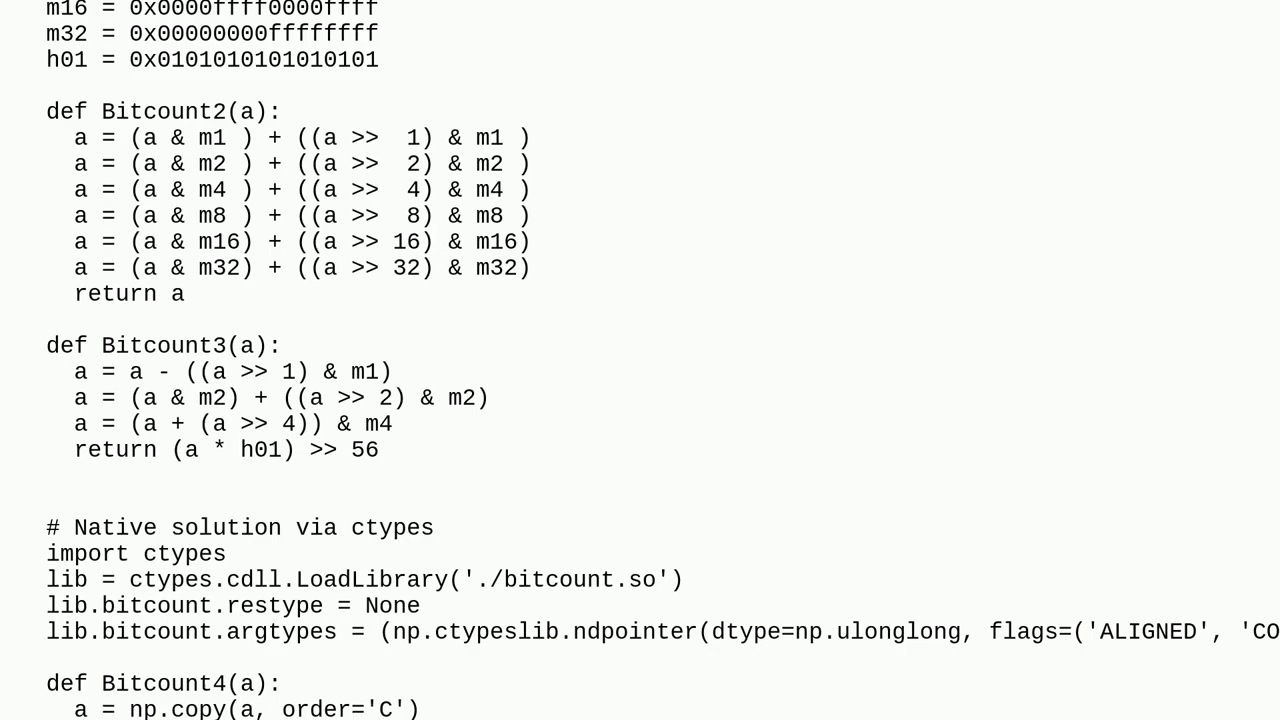 m16 = 0x0000ffff0000ffff
m32 = 0x00000000ffffffff
h01 = 0x0101010101010101

def Bitcount2(a):
  a = (a & m1 ) + ((a >>  1) & m1 )
  a = (a & m2 ) + ((a >>  2) & m2 )
  a = (a & m4 ) + ((a >>  4) & m4 )
  a = (a & m8 ) + ((a >>  8) & m8 )
  a = (a & m16) + ((a >> 16) & m16)
  a = (a & m32) + ((a >> 32) & m32)
  return a

def Bitcount3(a):
  a = a - ((a >> 1) & m1)
  a = (a & m2) + ((a >> 2) & m2)
  a = (a + (a >> 4)) & m4
  return (a * h01) >> 56


# Native solution via ctypes
import ctypes
lib = ctypes.cdll.LoadLibrary('./bitcount.so')
lib.bitcount.restype = None
lib.bitcount.argtypes = (np.ctypeslib.ndpointer(dtype=np.ulonglong, flags=('ALIGNED', 'CO

def Bitcount4(a):
  a = np.copy(a, order='C')